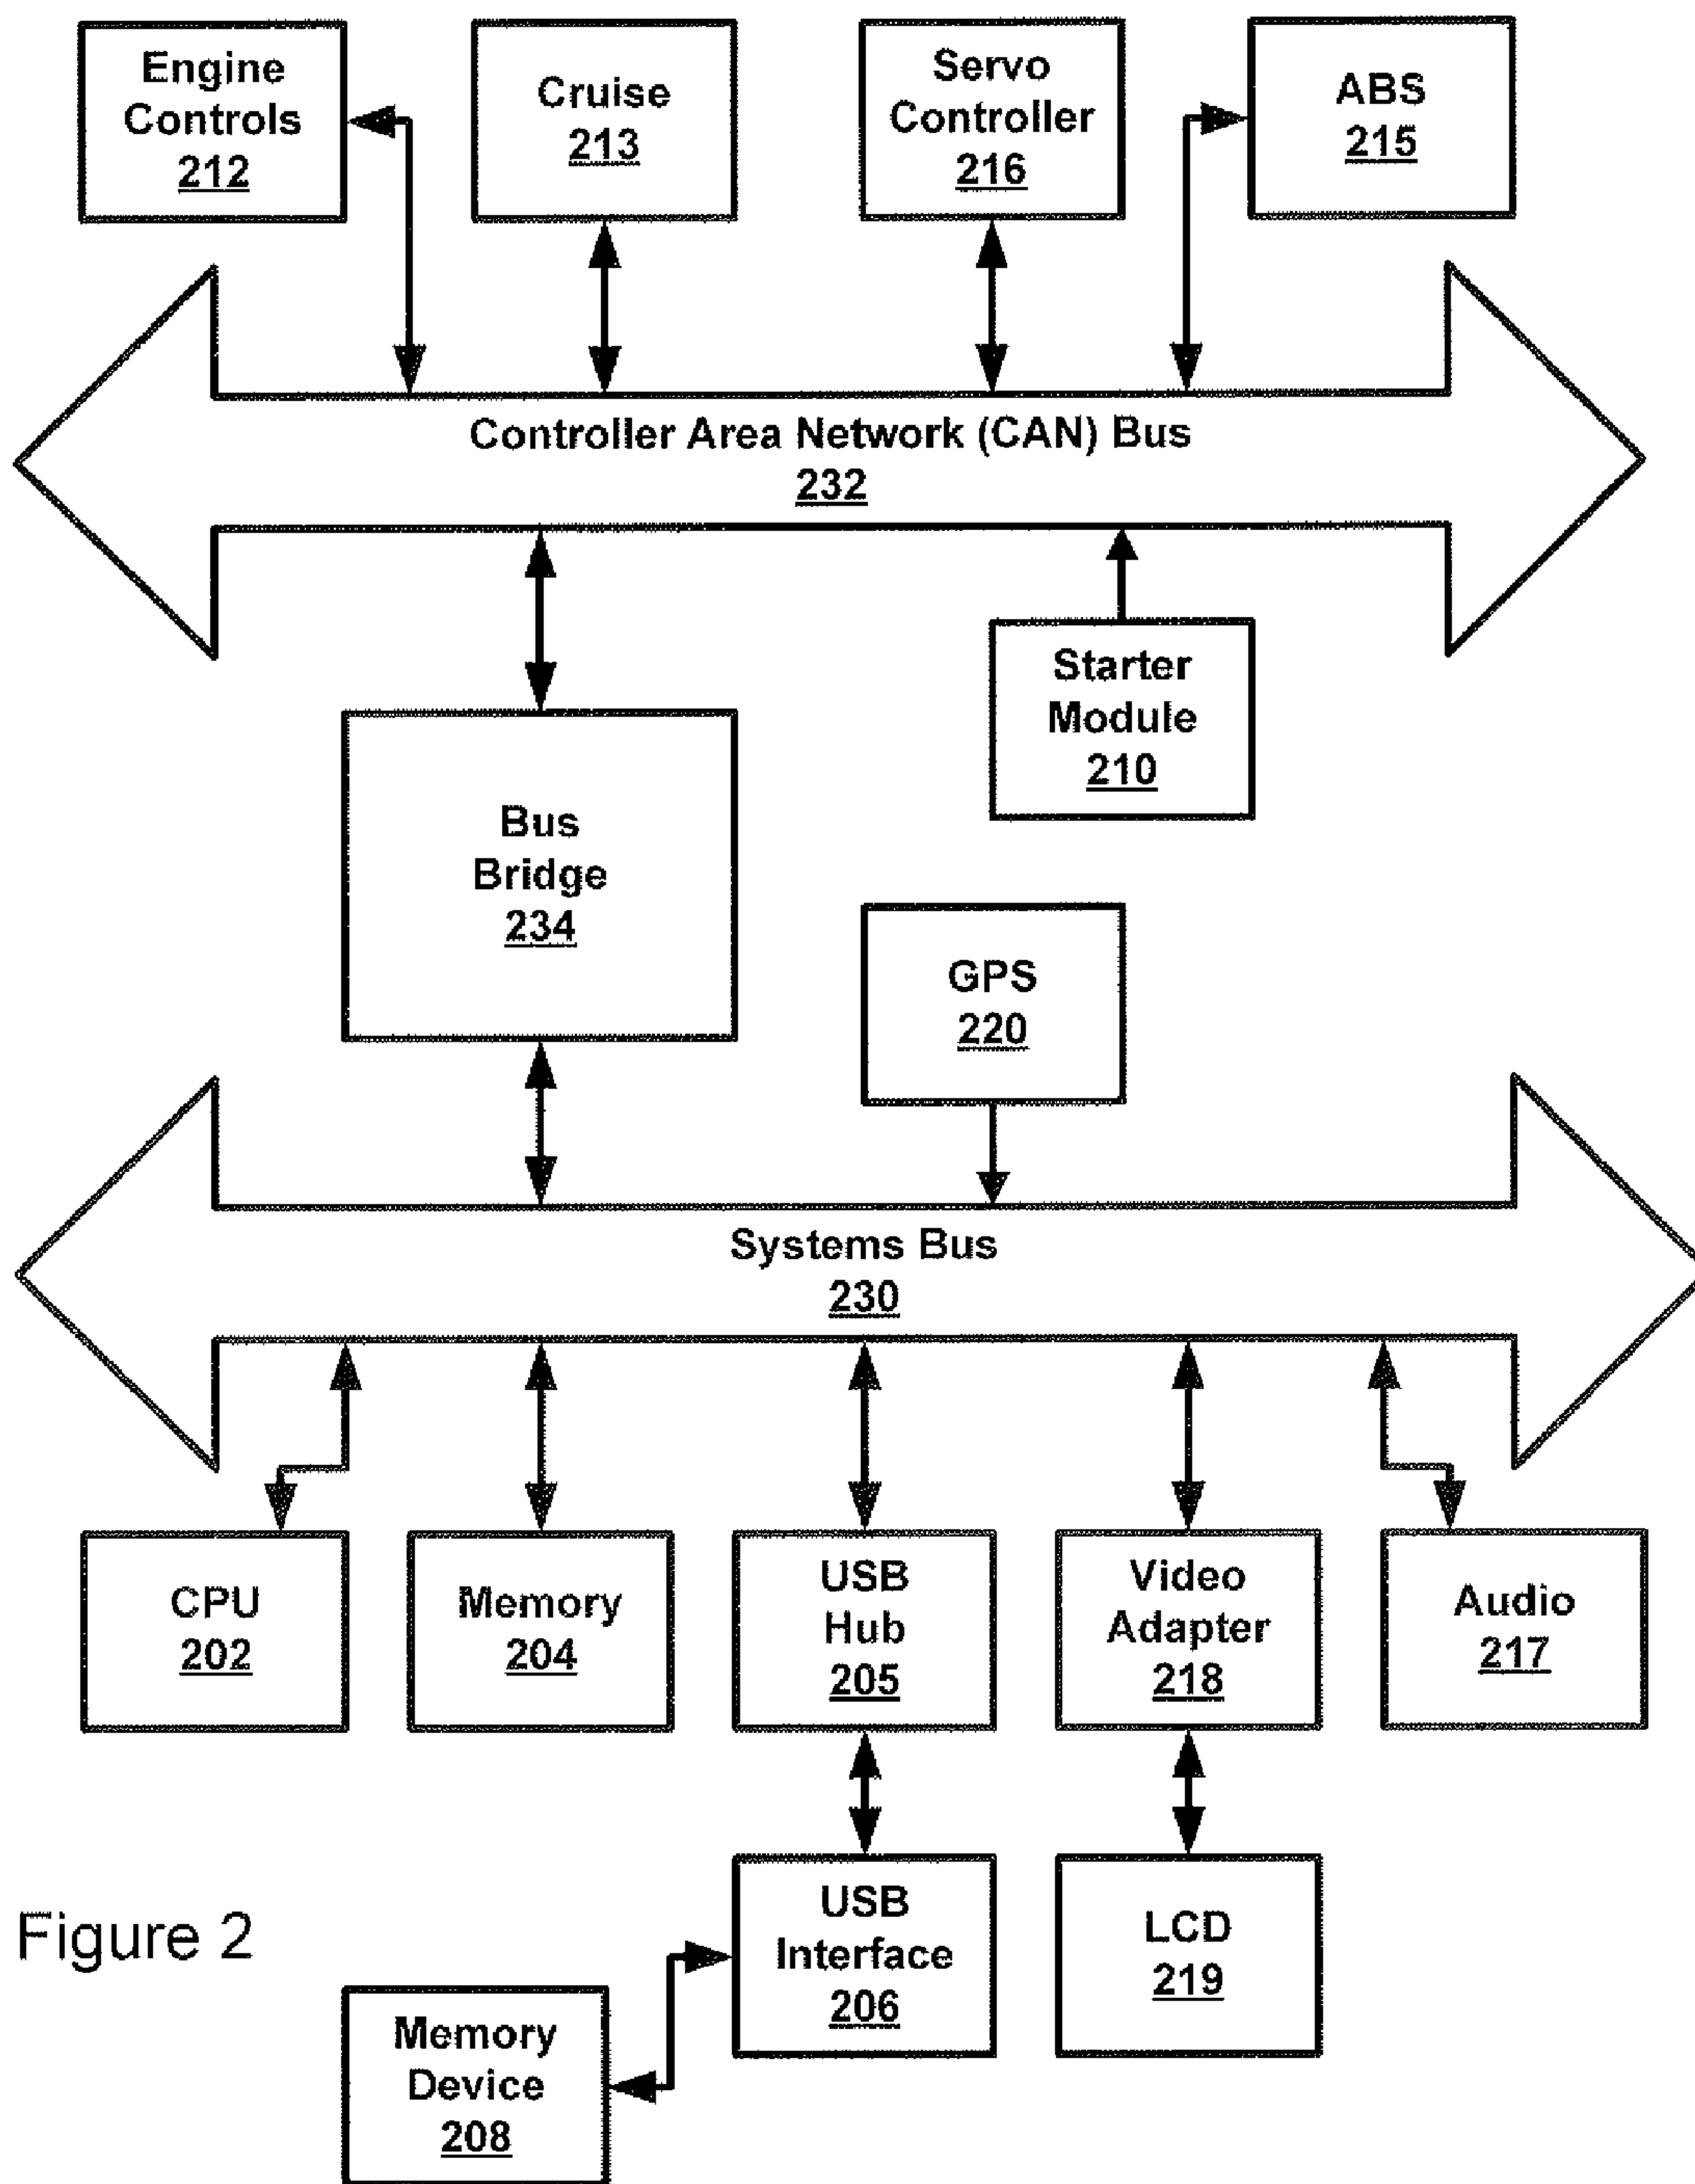 Engine
Controls
212
Cruise
213
Servo
Controller
216
ABS
215
Controller Area Network (CAN) Bus
232
Starter
Module
210
Bus
Bridge
234
GPS
220
Systems Bus
230
CPU
202
Memory
204
USB
Hub
205
Video
Adapter
218
Audio
217
USB
Interface
206
LCD
219
Figure 2
Memory
Device
208